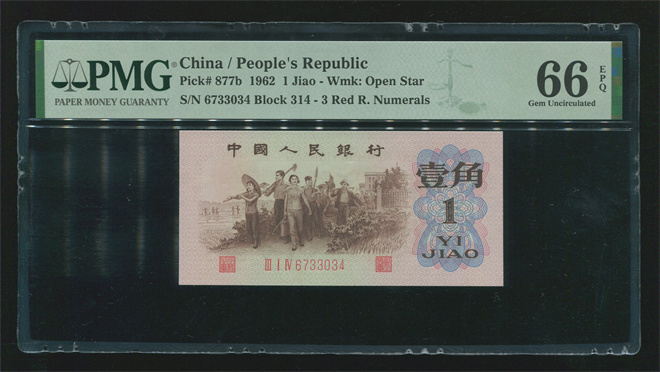 PMG
PAPER MONEY GUARANTY
China / People's Republic
Pick# 877b 1962 1 Jiao - Wmk: Open Star
S/N 6733034 Block 314 - 3 Red R. Numerals
66 EPQ
Gem Uncirculated
中國人民銀行
壹角
1
YI
JIAO
III I IV 6733034